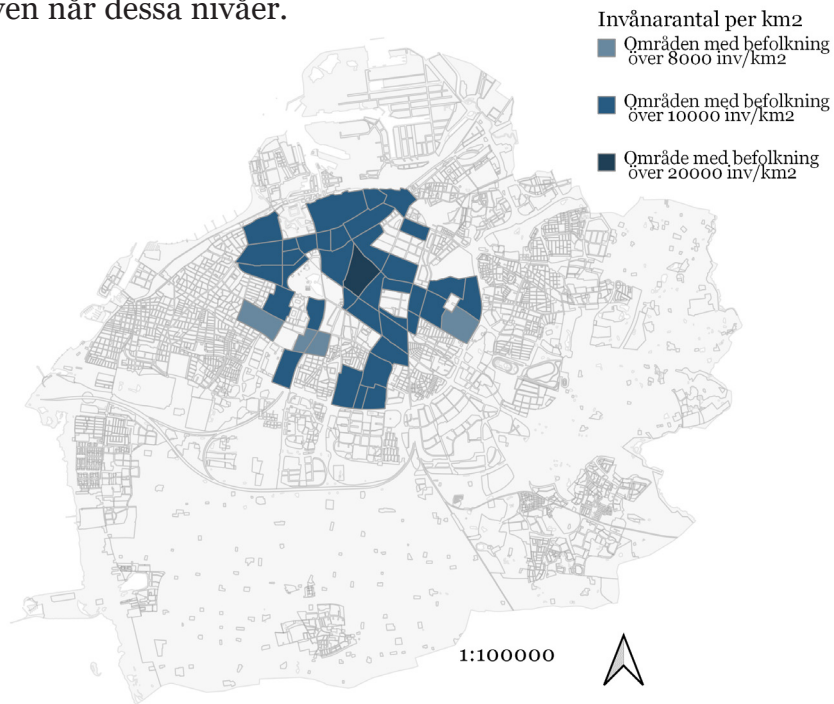 ven når dessa nivåer.
Invånarantal per km2
Områden med befolkning
över 8000 inv/km2
Områden med befolkning
över 10000 inv/km2
Område med befolkning
över 20000 inv/km2
1:100000